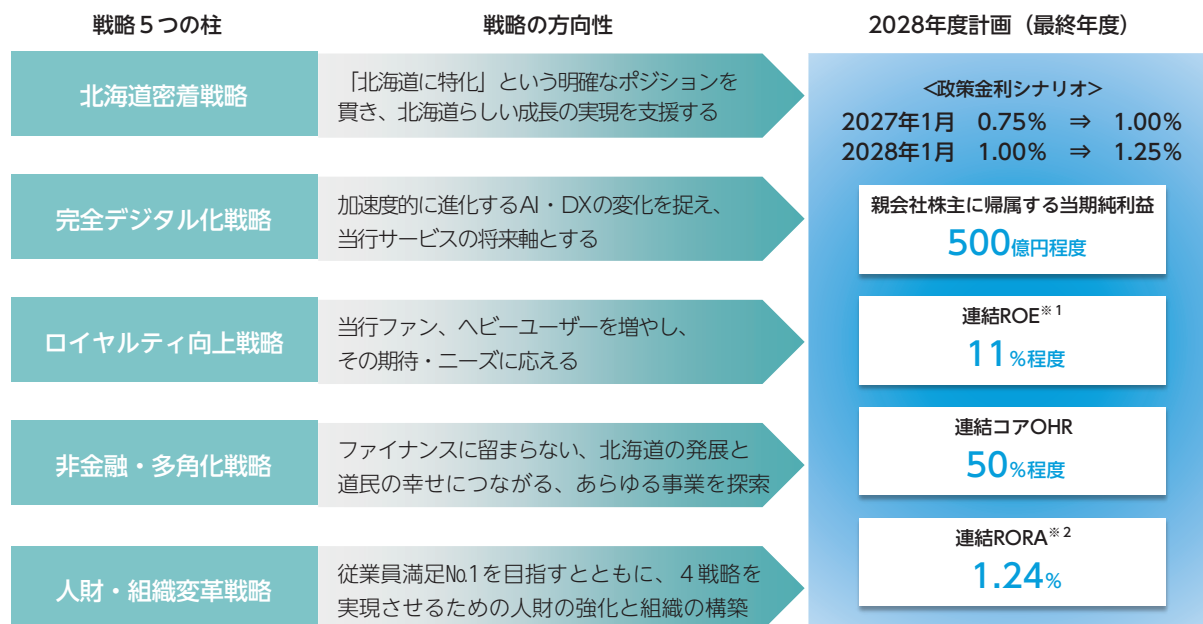 戦略５つの柱
戦略の方向性
2028年度計画（最終年度）
北海道密着戦略
「北海道に特化」という明確なポジションを
貫き、北海道らしい成長の実現を支援する
完全デジタル化戦略
加速度的に進化するAI・DXの変化を捉え、
当行サービスの将来軸とする
ロイヤルティ向上戦略
当行ファン、ヘビーユーザーを増やし、
その期待・ニーズに応える
非金融・多角化戦略
ファイナンスに留まらない、北海道の発展と
道民の幸せにつながる、あらゆる事業を探索
人財・組織変革戦略
従業員満足№1を目指すとともに、４戦略を
実現させるための人財の強化と組織の構築
<政策金利シナリオ>
2027年1月 0.75% ⇒ 1.00%
2028年1月 1.00% ⇒ 1.25%
親会社株主に帰属する当期純利益
500億円程度
連結ROE※1
11%程度
連結コアOHR
50%程度
連結RORA※2
1.24%